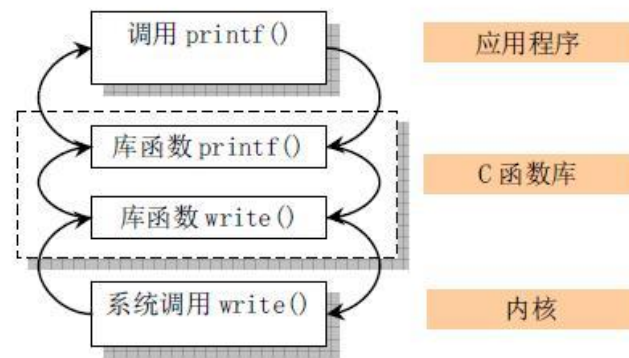 调用 printf()
应用程序
库函数 printf()
C 函数库
库函数 write()
系统调用 write()
内核